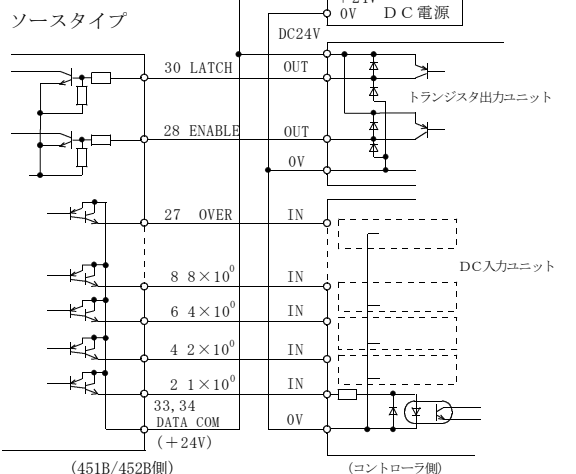 ソースタイプ
+24V
0V DC電源
DC24V
30 LATCH OUT
トランジスタ出力ユニット
28 ENABLE OUT
0V
27 OVER IN
DC入力ユニット
8 8×10⁰ IN
6 4×10⁰ IN
4 2×10⁰ IN
2 1×10⁰ IN
33,34
DATA COM 0V
(+24V)
(451B/452B側) (コントローラ側)